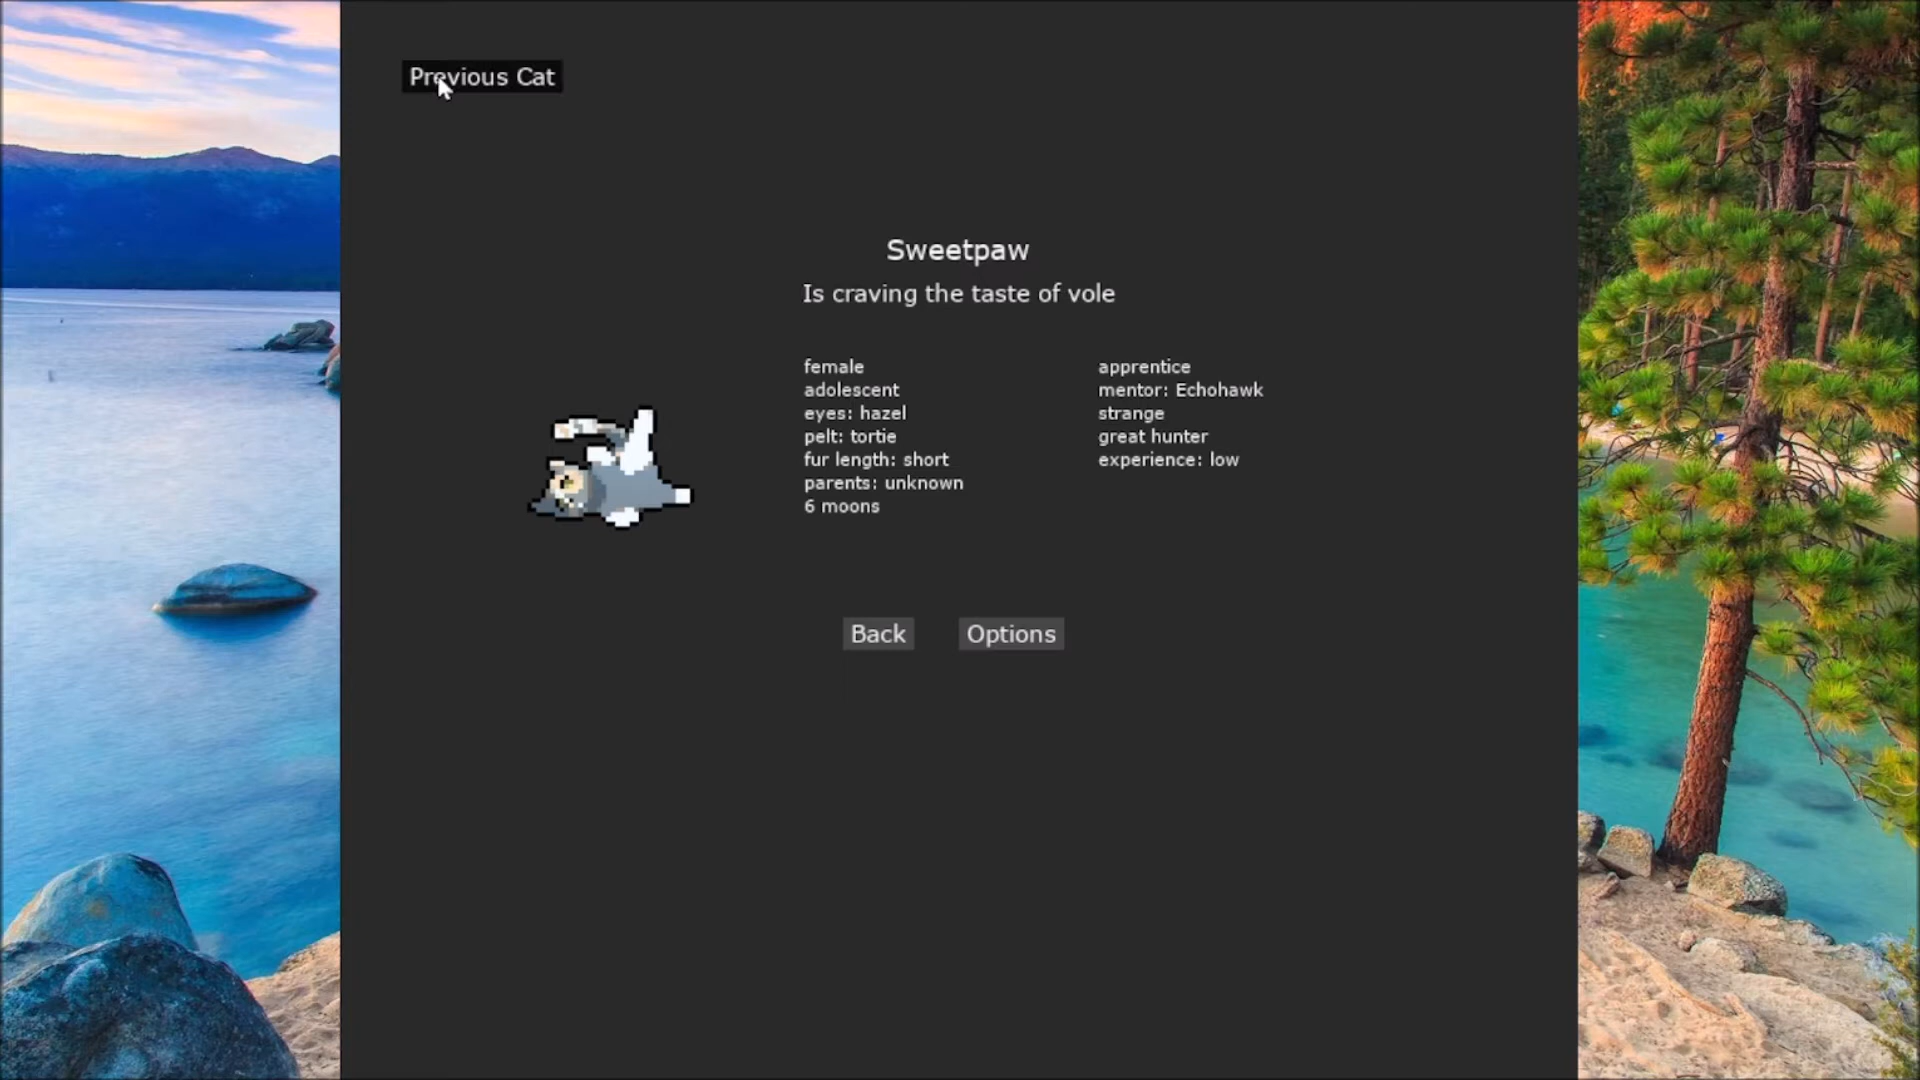 Previous Cat
Sweetpaw
Is craving the taste of vole
female
adolescent
eyes: hazel
pelt: tortie
fur length: short
parents: unknown
6 moons
apprentice
mentor: Echohawk
strange
great hunter
experience: low
Back
Options